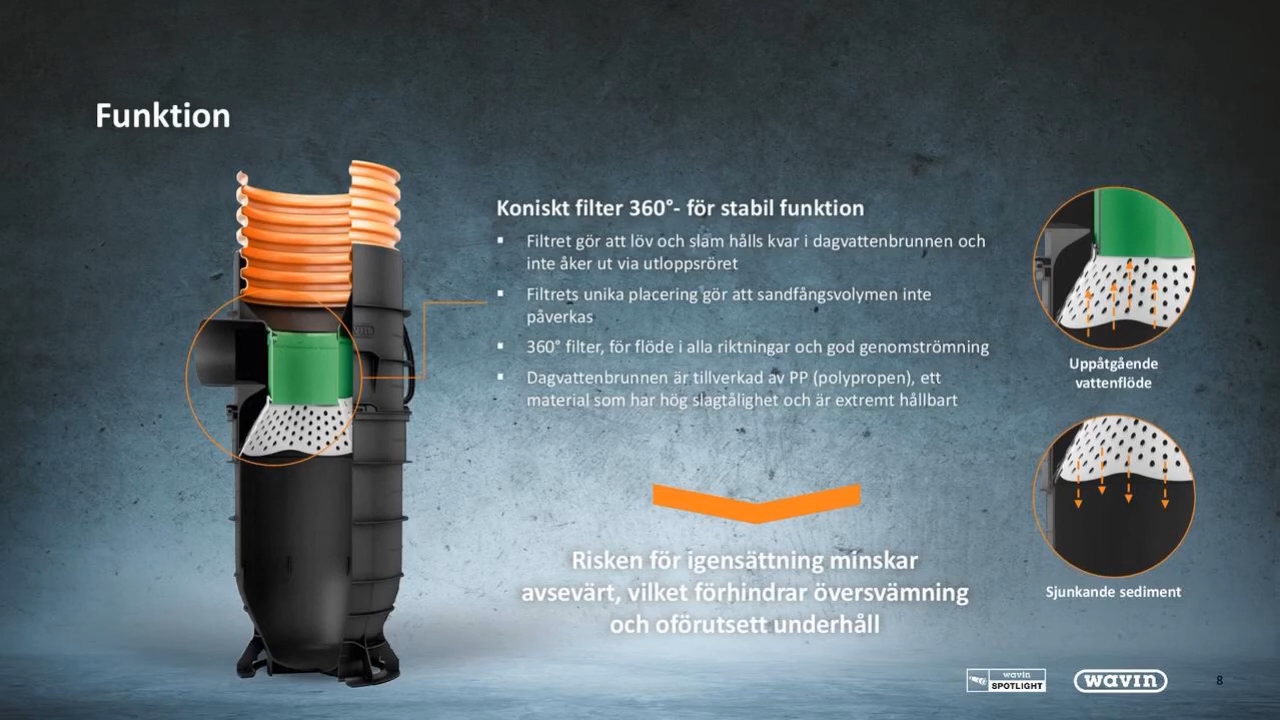 Funktion
Koniskt filter 360°- för stabil funktion
▪ Filtret gör att löv och slam hålls kvar i dagvattenbrunnen och
inte åker ut via utloppsröret
▪ Filtrets unika placering gör att sandfångsvolymen inte
påverkas
▪ 360° filter, för flöde i alla riktningar och god genomströmning
▪ Dagvattenbrunnen är tillverkad av PP (polypropen), ett
material som har hög slagtålighet och är extremt hållbart
Uppåtgående
vattenflöde
Risken för igensättning minskar
avsevärt, vilket förhindrar översvämning
och oförutsett underhåll
Sjunkande sediment
wavin
SPOTLIGHT
wavin
8